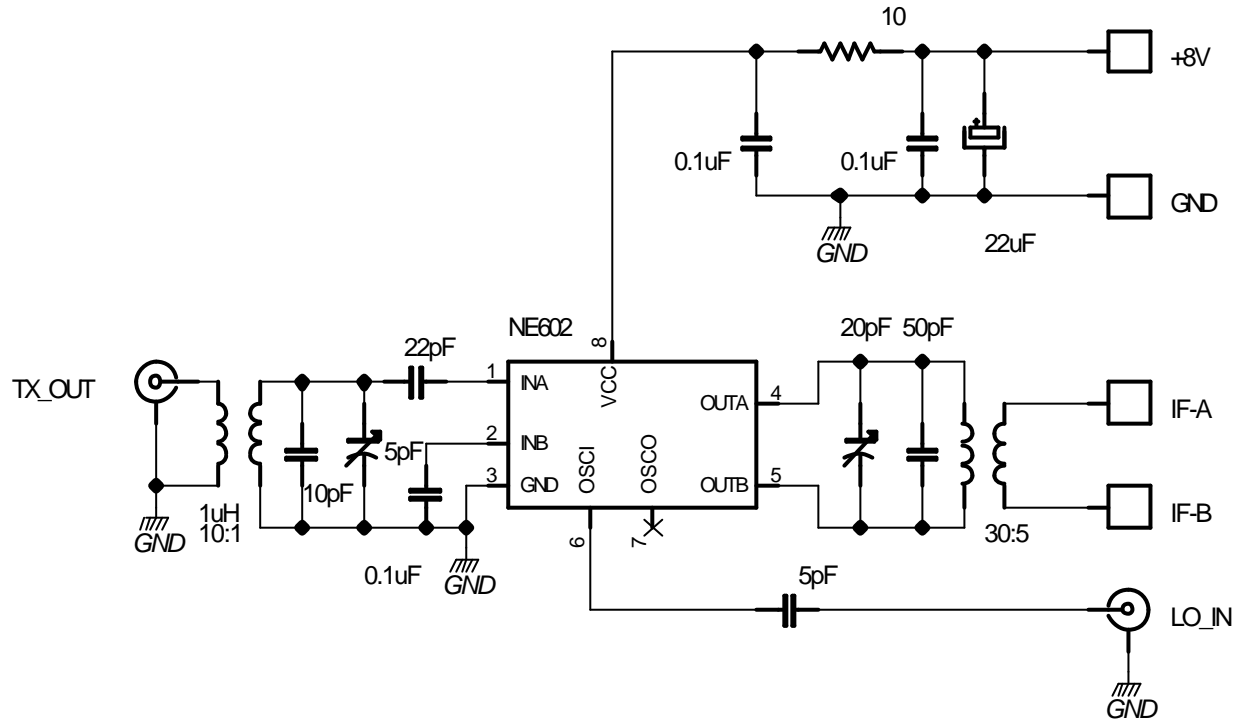 10
+8V
0.1uF
0.1uF
GND
GND
22uF
NE602
8
20pF 50pF
22pF
TX_OUT
1
INA
VCC
OUTA
4
IF-A
2
INB
5pF
OSCI
OSCO
10pF
3
GND
OUTB
5
IF-B
1uH
10:1
GND
6
7
30:5
0.1uF
GND
5pF
LO_IN
GND